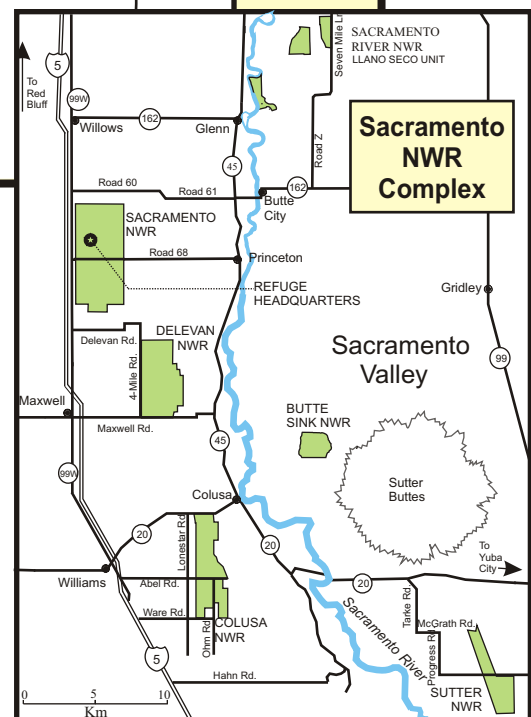 SACRAMENTO
RIVER NWR
LLANO SECO UNIT
Seven Mile Ln
5
To
Red
Bluff
99W
Willows
162
Glenn
45
Road Z
Sacramento
NWR
Complex
Road 60
Road 61
162
Butte
City
SACRAMENTO
NWR
Road 68
Princeton
REFUGE
HEADQUARTERS
Gridley
99
DELEVAN
NWR
Delevan Rd.
4-Mile Rd.
Sacramento
Valley
Maxwell
Maxwell Rd.
45
BUTTE
SINK NWR
Sutter
Buttes
99W
Colusa
20
Lonestar Rd
20
To
Yuba
City
Williams
Abel Rd.
20
Ware Rd.
Ohm Rd
COLUSA
NWR
Sacramento River
Tarke Rd.
McGrath Rd.
Progress Rd
5
Hahn Rd.
SUTTER
NWR
0 5 10
Km